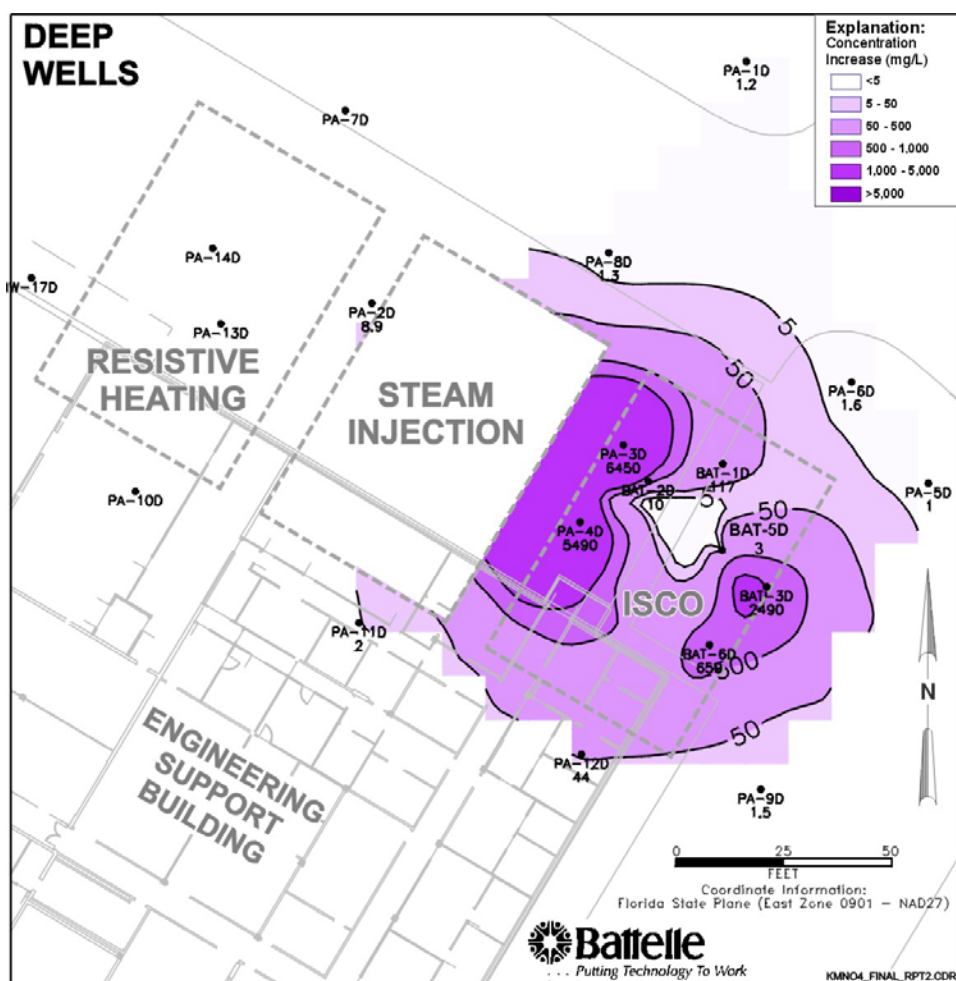 DEEP
WELLS
Explanation:
Concentration
Increase (mg/L)
<5
5 - 50
50 - 500
500 - 1,000
1,000 - 5,000
>5,000
PA-1D
1.2
PA-7D
PA-14D
PA-8D
1.3
IW-17D
PA-2D
8.9
PA-13D
5
RESISTIVE
HEATING
STEAM
INJECTION
50
PA-6D
1.6
PA-3D
6450
BAT-1D
117
BAT-2D
10
5
PA-10D
PA-5D
1
50
PA-4D
5490
BAT-5D
3
ISCO
BAT-3D
2490
PA-11D
2
BAT-6D
659
500
50
ENGINEERING
SUPPORT
BUILDING
PA-12D
44
PA-9D
1.5
N
0 25 50
FEET
Coordinate Information:
Florida State Plane (East Zone 0901 - NAD27)
Battelle
. . . Putting Technology To Work
KMNO4_FINAL_RPT2.CDR